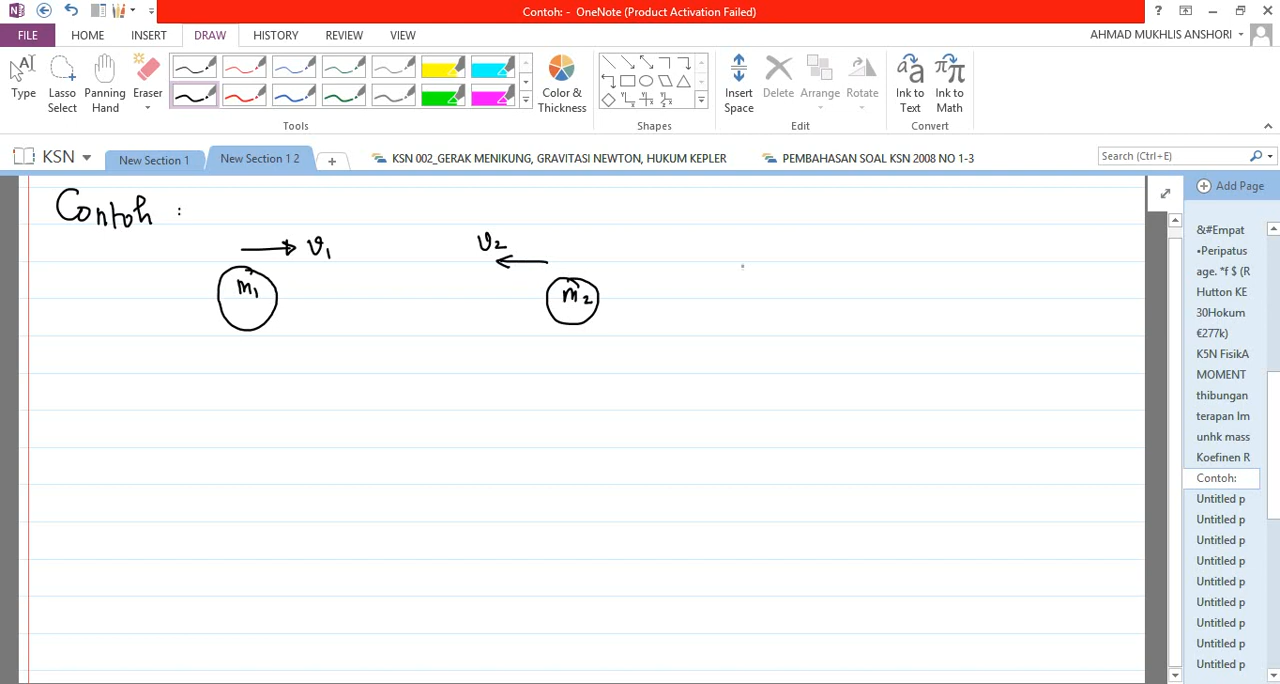 Contoh: - OneNote (Product Activation Failed)
?
FILE HOME INSERT DRAW HISTORY REVIEW VIEW
AHMAD MUKHLIS ANSHORI
Type
Lasso Select
Panning Hand
Eraser
Color & Thickness
Insert Space
Delete
Arrange
Rotate
Ink to Text
Ink to Math
Tools
Shapes
Edit
Convert
KSN
New Section 1
New Section 1 2
KSN 002_GERAK MENIKUNG, GRAVITASI NEWTON, HUKUM KEPLER
PEMBAHASAN SOAL KSN 2008 NO 1-3
Search (Ctrl+E)
Contoh :
v1
v2
m1
m2
Add Page
&#Empat
•Peripatus
age. *f $ (R
Hutton KE
30Hokum
€277k)
K5N FisikA
MOMENT
thibungan
terapan Im
unhk mass
Koefinen R
Contoh:
Untitled p
Untitled p
Untitled p
Untitled p
Untitled p
Untitled p
Untitled p
Untitled p
Untitled p